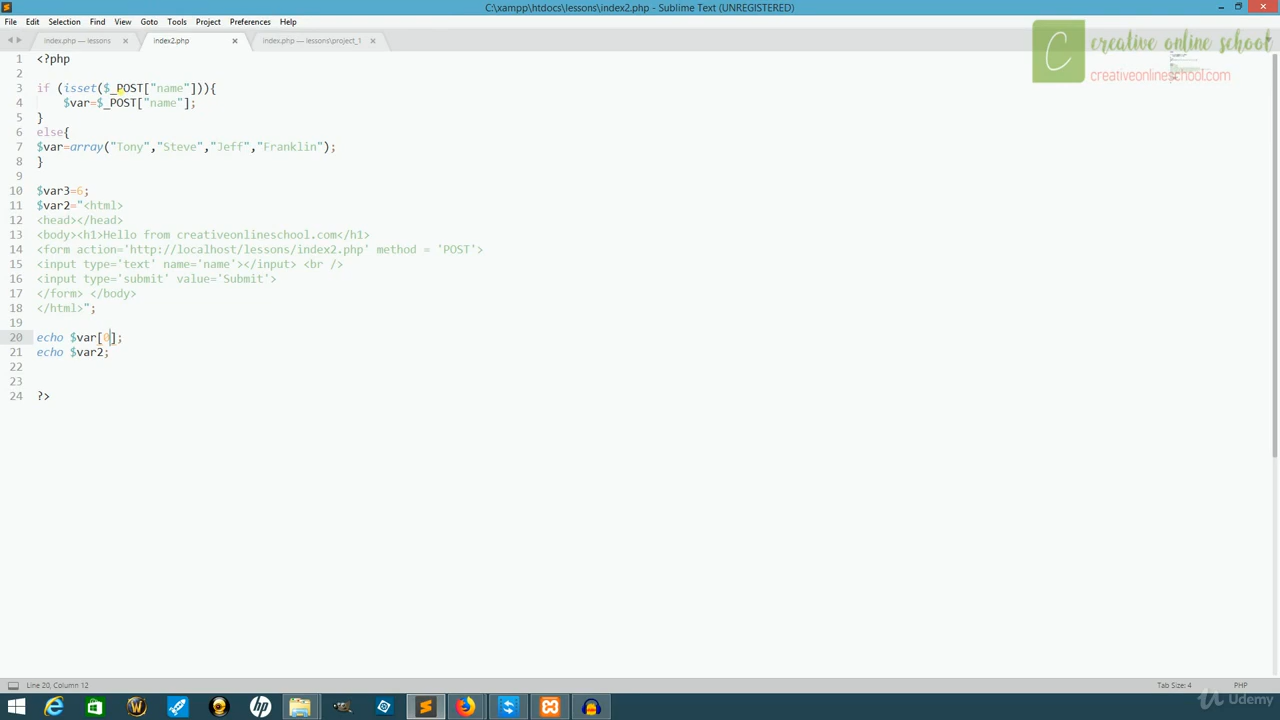 C:\xampp\htdocs\lessons\index2.php - Sublime Text (UNREGISTERED)
File Edit Selection Find View Goto Tools Project Preferences Help
index.php — lessons × index2.php × index.php — lessons\project_1 ×
creative online school
creativeonlineschool.com
1 <?php
2
3 if (isset($_POST["name"])){
4     $var=$_POST["name"];
5 }
6 else{
7 $var=array("Tony","Steve","Jeff","Franklin");
8 }
9
10 $var3=6;
11 $var2="<html>
12 <head></head>
13 <body><h1>Hello from creativeonlineschool.com</h1>
14 <form action='http://localhost/lessons/index2.php' method = 'POST'>
15 <input type='text' name='name'></input> <br />
16 <input type='submit' value='Submit'>
17 </form> </body>
18 </html>";
19
20 echo $var[0];
21 echo $var2;
22
23
24 ?>
Line 20, Column 12 Tab Size: 4 PHP
Udemy